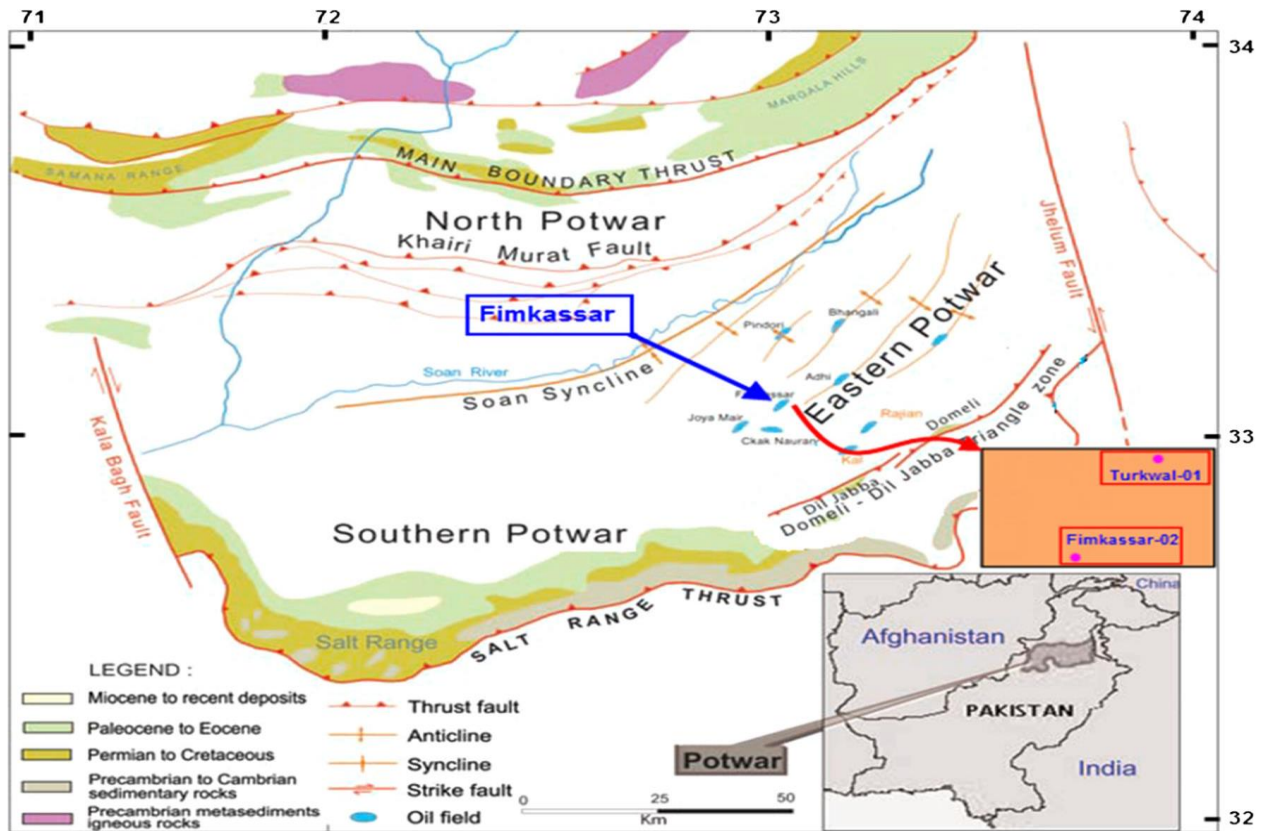 71 72 73 74
34
MARGALA HILLS
SAMANA RANGE
MAIN BOUNDARY THRUST
North Potwar
Khairi Murat Fault
Jhelum Fault
Fimkassar
Pindori
Bhangali
Eastern Potwar
Soan River
Soan Syncline
Adhi
Joya Mair
Rajian
Ckak Nauran
Domeli
33
Kal
Kala Bagh Fault
Dil Jabba
Domeli - Dil Jabba Triangle zone
Turkwal-01
Fimkassar-02
Southern Potwar
Salt Range
SALT RANGE THRUST
China
Afghanistan
PAKISTAN
India
Potwar
LEGEND :
Miocene to recent deposits
Paleocene to Eocene
Permian to Cretaceous
Precambrian to Cambrian
sedimentary rocks
Precambrian metasediments
igneous rocks
Thrust fault
Anticline
Syncline
Strike fault
Oil field
0 25 50
Km
32